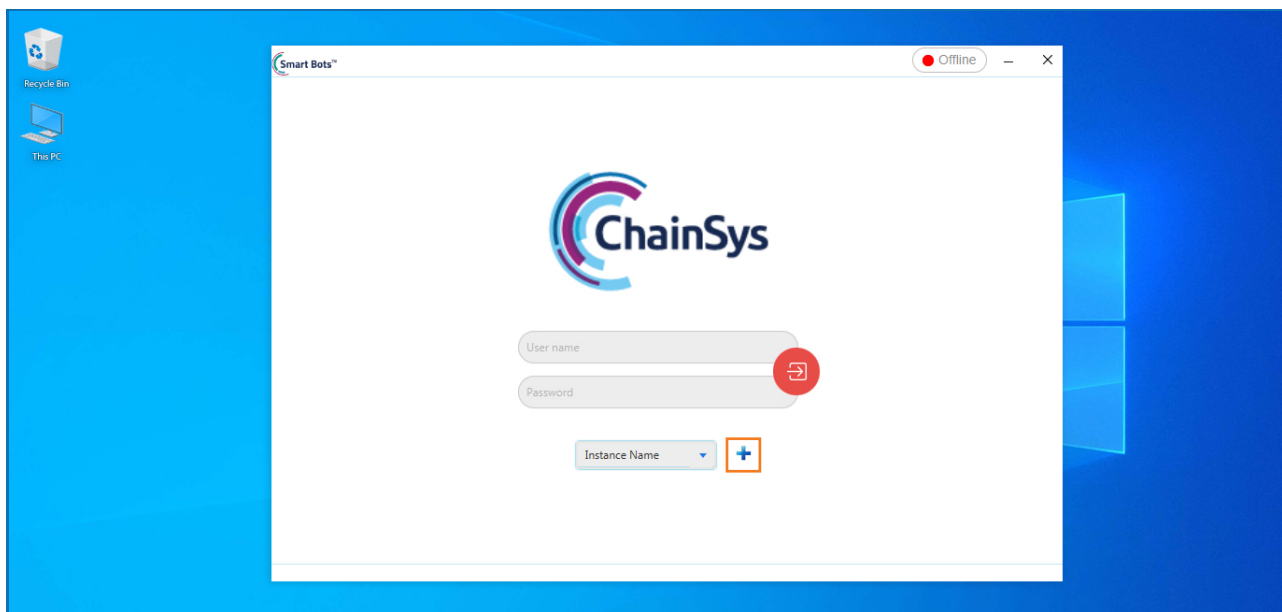 Recycle Bin
This PC
Smart Bots™
Offline
ChainSys
User name
Password
Instance Name